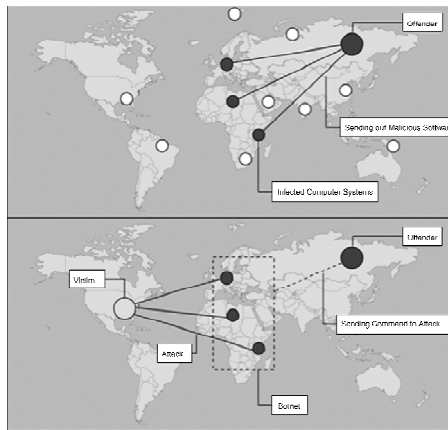 Offender
Sending out Malicious Softwa
Infected Computer Systems
Offender
Victim
Sending Command to Attack
Attack
Botnet